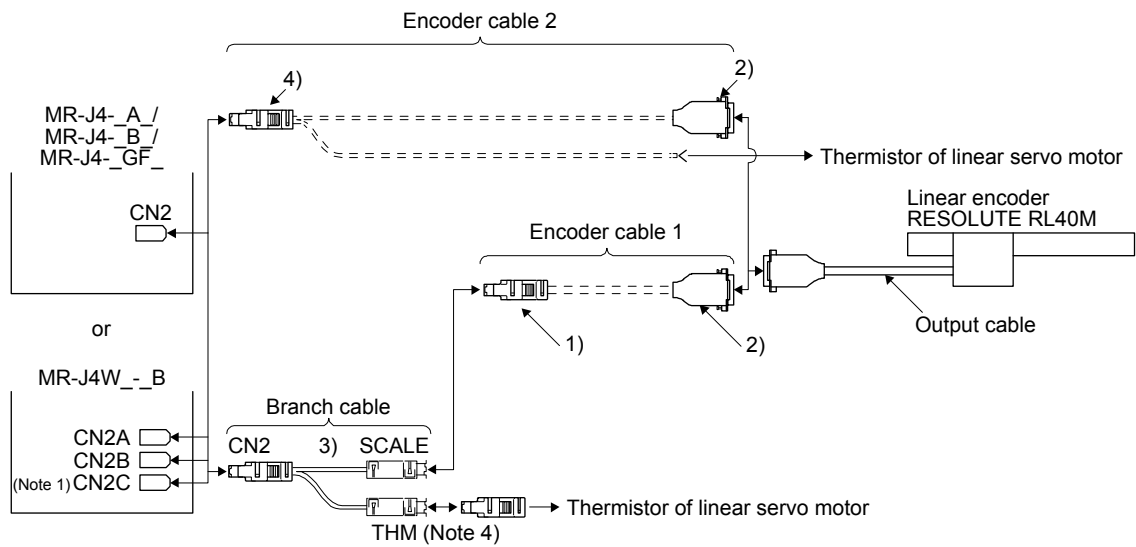 Encoder cable 2
4)
2)
MR-J4-_A_/
MR-J4-_B_/
MR-J4-_GF_
Thermistor of linear servo motor
CN2
Linear encoder
RESOLUTE RL40M
Encoder cable 1
1)
2)
Output cable
or
MR-J4W_-_B
Branch cable
CN2A
CN2B
(Note 1) CN2C
CN2
3)
SCALE
Thermistor of linear servo motor
THM (Note 4)